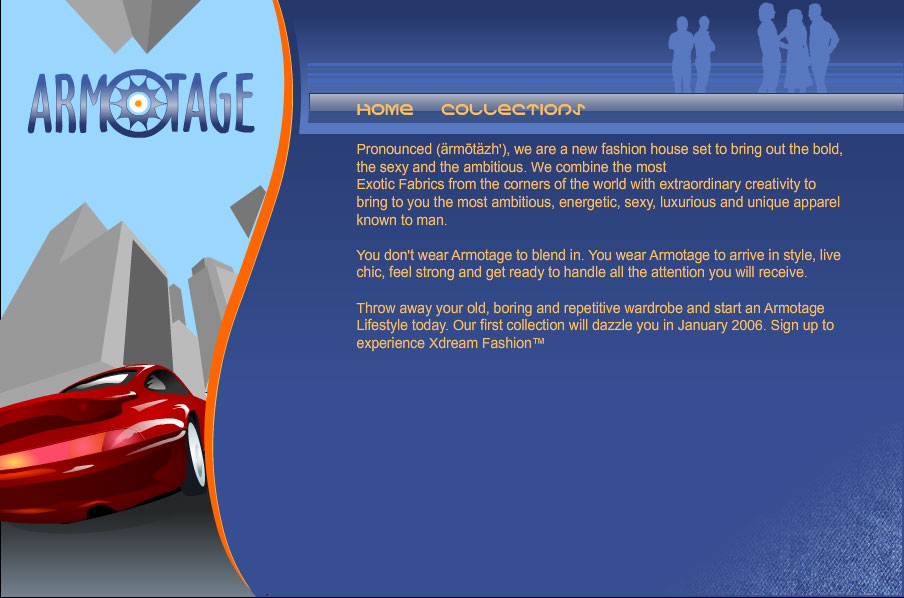 ARMOTAGE
HOME COLLECTIONS
Pronounced (ärmõtäzh'), we are a new fashion house set to bring out the bold,
the sexy and the ambitious. We combine the most
Exotic Fabrics from the corners of the world with extraordinary creativity to
bring to you the most ambitious, energetic, sexy, luxurious and unique apparel
known to man.
You don't wear Armotage to blend in. You wear Armotage to arrive in style, live
chic, feel strong and get ready to handle all the attention you will receive.
Throw away your old, boring and repetitive wardrobe and start an Armotage
Lifestyle today. Our first collection will dazzle you in January 2006. Sign up to
experience Xdream Fashion™